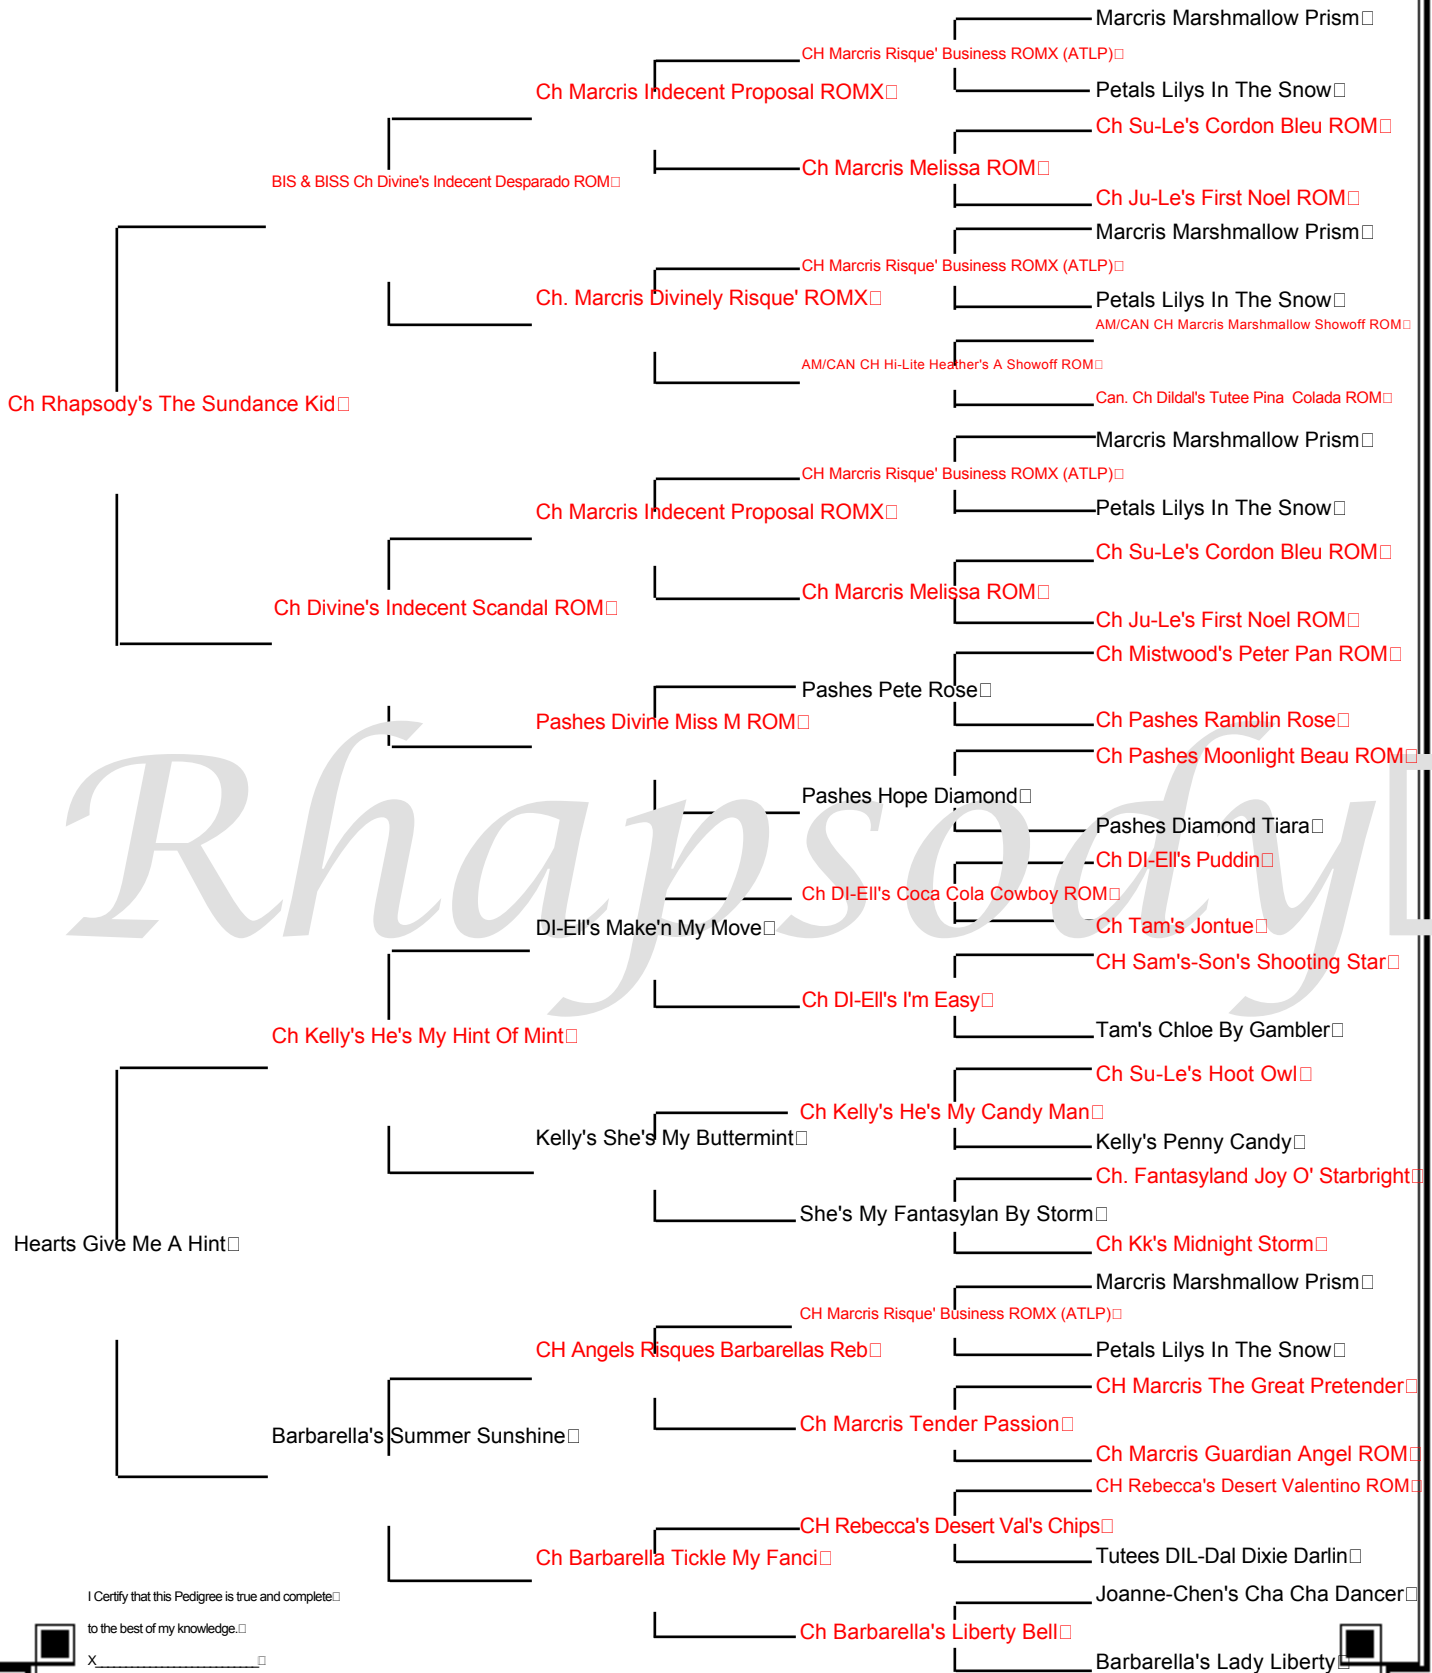 Marcris Marshmallow Prism
CH Marcris Risque' Business ROMX (ATLP)
Ch Marcris Indecent Proposal ROMX
Petals Lilys In The Snow
Ch Su-Le's Cordon Bleu ROM
Ch Marcris Melissa ROM
BIS & BISS Ch Divine's Indecent Desparado ROM
Ch Ju-Le's First Noel ROM
Marcris Marshmallow Prism
CH Marcris Risque' Business ROMX (ATLP)
Ch. Marcris Divinely Risque' ROMX
Petals Lilys In The Snow
AM/CAN CH Marcris Marshmallow Showoff ROM
AM/CAN CH Hi-Lite Heather's A Showoff ROM
Can. Ch Dildal's Tutee Pina Colada ROM
Ch Rhapsody's The Sundance Kid
Marcris Marshmallow Prism
CH Marcris Risque' Business ROMX (ATLP)
Ch Marcris Indecent Proposal ROMX
Petals Lilys In The Snow
Ch Su-Le's Cordon Bleu ROM
Ch Marcris Melissa ROM
Ch Divine's Indecent Scandal ROM
Ch Ju-Le's First Noel ROM
Ch Mistwood's Peter Pan ROM
Pashes Pete Rose
Pashes Divine Miss M ROM
Ch Pashes Ramblin Rose
Ch Pashes Moonlight Beau ROM
Pashes Hope Diamond
Pashes Diamond Tiara
Rhapsody
Ch DI-Ell's Puddin
Ch DI-Ell's Coca Cola Cowboy ROM
DI-Ell's Make'n My Move
Ch Tam's Jontue
CH Sam's-Son's Shooting Star
Ch DI-Ell's I'm Easy
Ch Kelly's He's My Hint Of Mint
Tam's Chloe By Gambler
Ch Su-Le's Hoot Owl
Ch Kelly's He's My Candy Man
Kelly's She's My Buttermint
Kelly's Penny Candy
Ch. Fantasyland Joy O' Starbright
She's My Fantasylan By Storm
Hearts Give Me A Hint
Ch Kk's Midnight Storm
Marcris Marshmallow Prism
CH Marcris Risque' Business ROMX (ATLP)
CH Angels Risques Barbarellas Reb
Petals Lilys In The Snow
CH Marcris The Great Pretender
Ch Marcris Tender Passion
Barbarella's Summer Sunshine
Ch Marcris Guardian Angel ROM
CH Rebecca's Desert Valentino ROM
CH Rebecca's Desert Val's Chips
Ch Barbarella Tickle My Fanci
Tutees DIL-Dal Dixie Darlin
Joanne-Chen's Cha Cha Dancer
Ch Barbarella's Liberty Bell
Barbarella's Lady Liberty
I Certify that this Pedigree is true and complete
to the best of my knowledge.
X___________________________